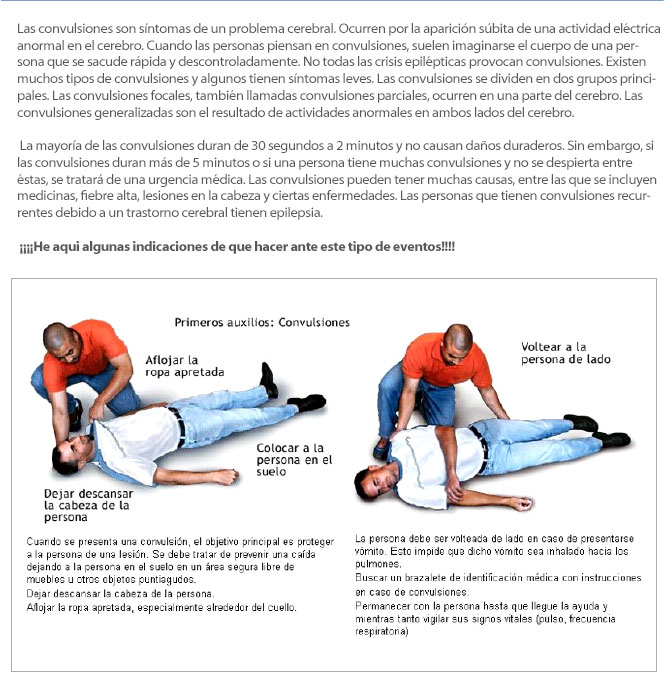 Las convulsiones son síntomas de un problema cerebral. Ocurren por la aparición súbita de una actividad eléctrica
anormal en el cerebro. Cuando las personas piensan en convulsiones, suelen imaginarse el cuerpo de una per-
sona que se sacude rápida y descontroladamente. No todas las crisis epilépticas provocan convulsiones. Existen
muchos tipos de convulsiones y algunos tienen síntomas leves. Las convulsiones se dividen en dos grupos princi-
pales. Las convulsiones focales, también llamadas convulsiones parciales, ocurren en una parte del cerebro. Las
convulsiones generalizadas son el resultado de actividades anormales en ambos lados del cerebro.
La mayoría de las convulsiones duran de 30 segundos a 2 minutos y no causan daños duraderos. Sin embargo, si
las convulsiones duran más de 5 minutos o si una persona tiene muchas convulsiones y no se despierta entre
éstas, se tratará de una urgencia médica. Las convulsiones pueden tener muchas causas, entre las que se incluyen
medicinas, fiebre alta, lesiones en la cabeza y ciertas enfermedades. Las personas que tienen convulsiones recur-
rentes debido a un trastorno cerebral tienen epilepsia.
¡¡¡¡He aqui algunas indicaciones de que hacer ante este tipo de eventos!!!!
Primeros auxilios: Convulsiones
Aflojar la
ropa apretada
Colocar a la
persona en el
suelo
Dejar descansar
la cabeza de la
persona
Voltear a la
persona de lado
Cuando se presenta una convulsión, el objetivo principal es proteger
a la persona de una lesión. Se debe tratar de prevenir una caída
dejando a la persona en el suelo en un área segura libre de
muebles u otros objetos puntiagudos.
Dejar descansar la cabeza de la persona.
Aflojar la ropa apretada, especialmente alrededor del cuello.
La persona debe ser volteada de lado en caso de presentarse
vómito. Esto impide que dicho vómito sea inhalado hacia los
pulmones.
Buscar un brazalete de identificación médica con instrucciones
en caso de convulsiones.
Permanecer con la persona hasta que llegue la ayuda y
mientras tanto vigilar sus signos vitales (pulso, frecuencia
respiratoria)